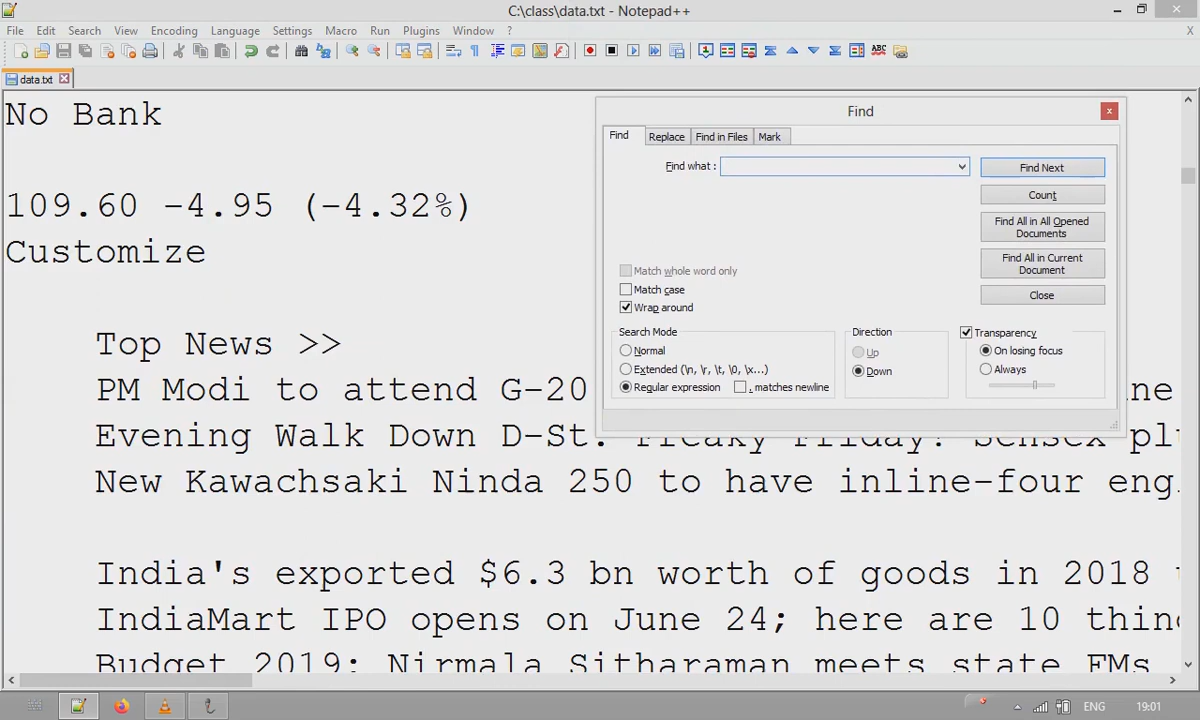 C:\class\data.txt - Notepad++
File Edit Search View Encoding Language Settings Macro Run Plugins Window ?
X
data.txt
No Bank
109.60 -4.95 (-4.32%)
Customize
Top News >>
PM Modi to attend G-20
Evening Walk Down D-St. Freaky Friday! Sensex
New Kawachsaki Ninda 250 to have inline-four eng
India's exported $6.3 bn worth of goods in 2018
IndiaMart IPO opens on June 24; here are 10 thing
Budget 2019: Nirmala Sitharaman meets state FMs
Find
Find Replace Find in Files Mark
Find what :
Find Next
Count
Find All in All Opened
Documents
Find All in Current
Document
Close
Match whole word only
Match case
Wrap around
Search Mode
Normal
Extended (\n, \r, \t, \0, \x...)
Regular expression
. matches newline
Direction
Up
Down
Transparency
On losing focus
Always
ENG
19:01